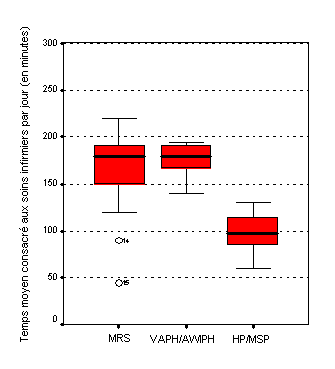 Temps moyen consacré aux soins infirmiers par jour (en minutes)
300
250
200
150
100
50
0
14
15
MRS
VAPH/AWIPH
HP/MSP